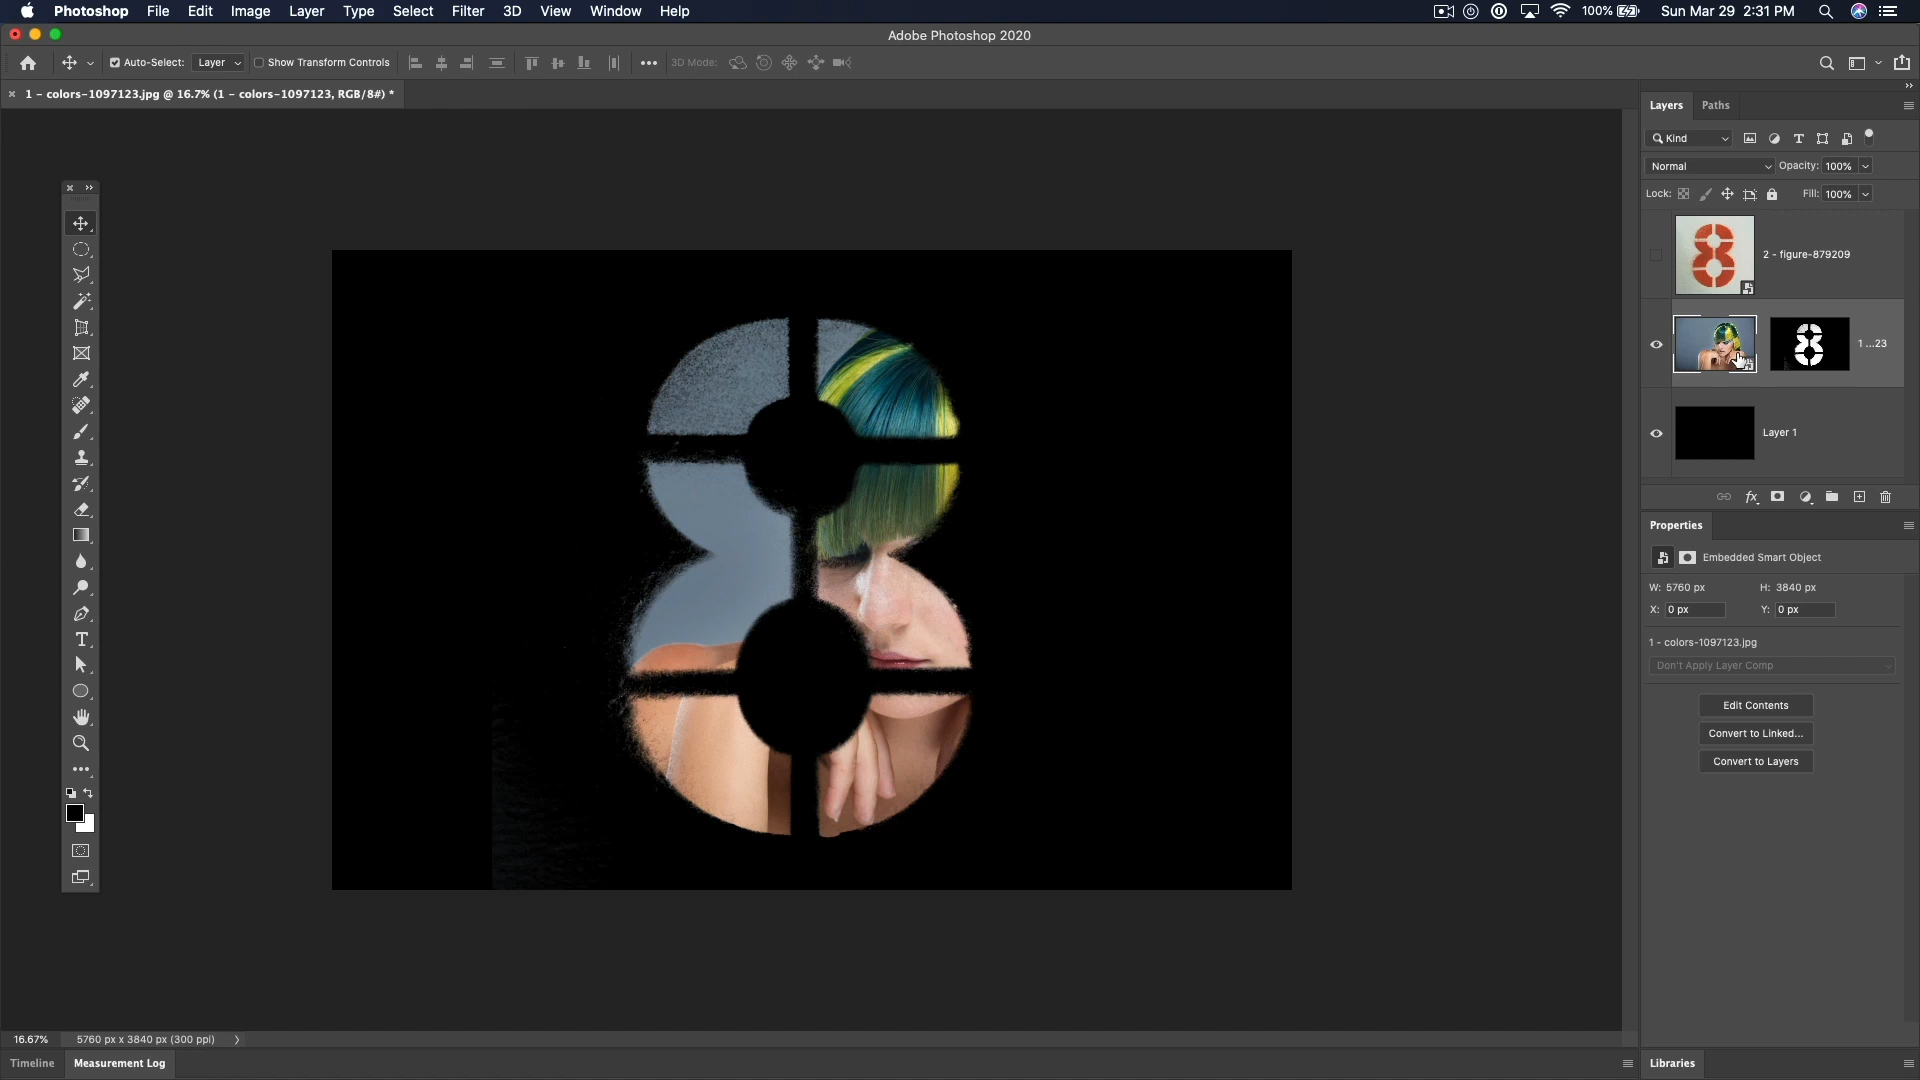 Photoshop File Edit Image Layer Type Select Filter 3D View Window Help 100% Sun Mar 29 2:31 PM
Adobe Photoshop 2020
Auto-Select: Layer Show Transform Controls 3D Mode:
1 - colors-1097123.jpg @ 16.7% (1 - colors-1097123, RGB/8#) *
Layers Paths
Kind
Normal Opacity: 100%
Lock: Fill: 100%
2 - figure-879209
8
1 ...23
Layer 1
fx
Properties
Embedded Smart Object
W: 5760 px H: 3840 px
X: 0 px Y: 0 px
1 - colors-1097123.jpg
Don't Apply Layer Comp
Edit Contents
Convert to Linked...
Convert to Layers
8
16.67% 5760 px x 3840 px (300 ppi)
Timeline Measurement Log
Libraries